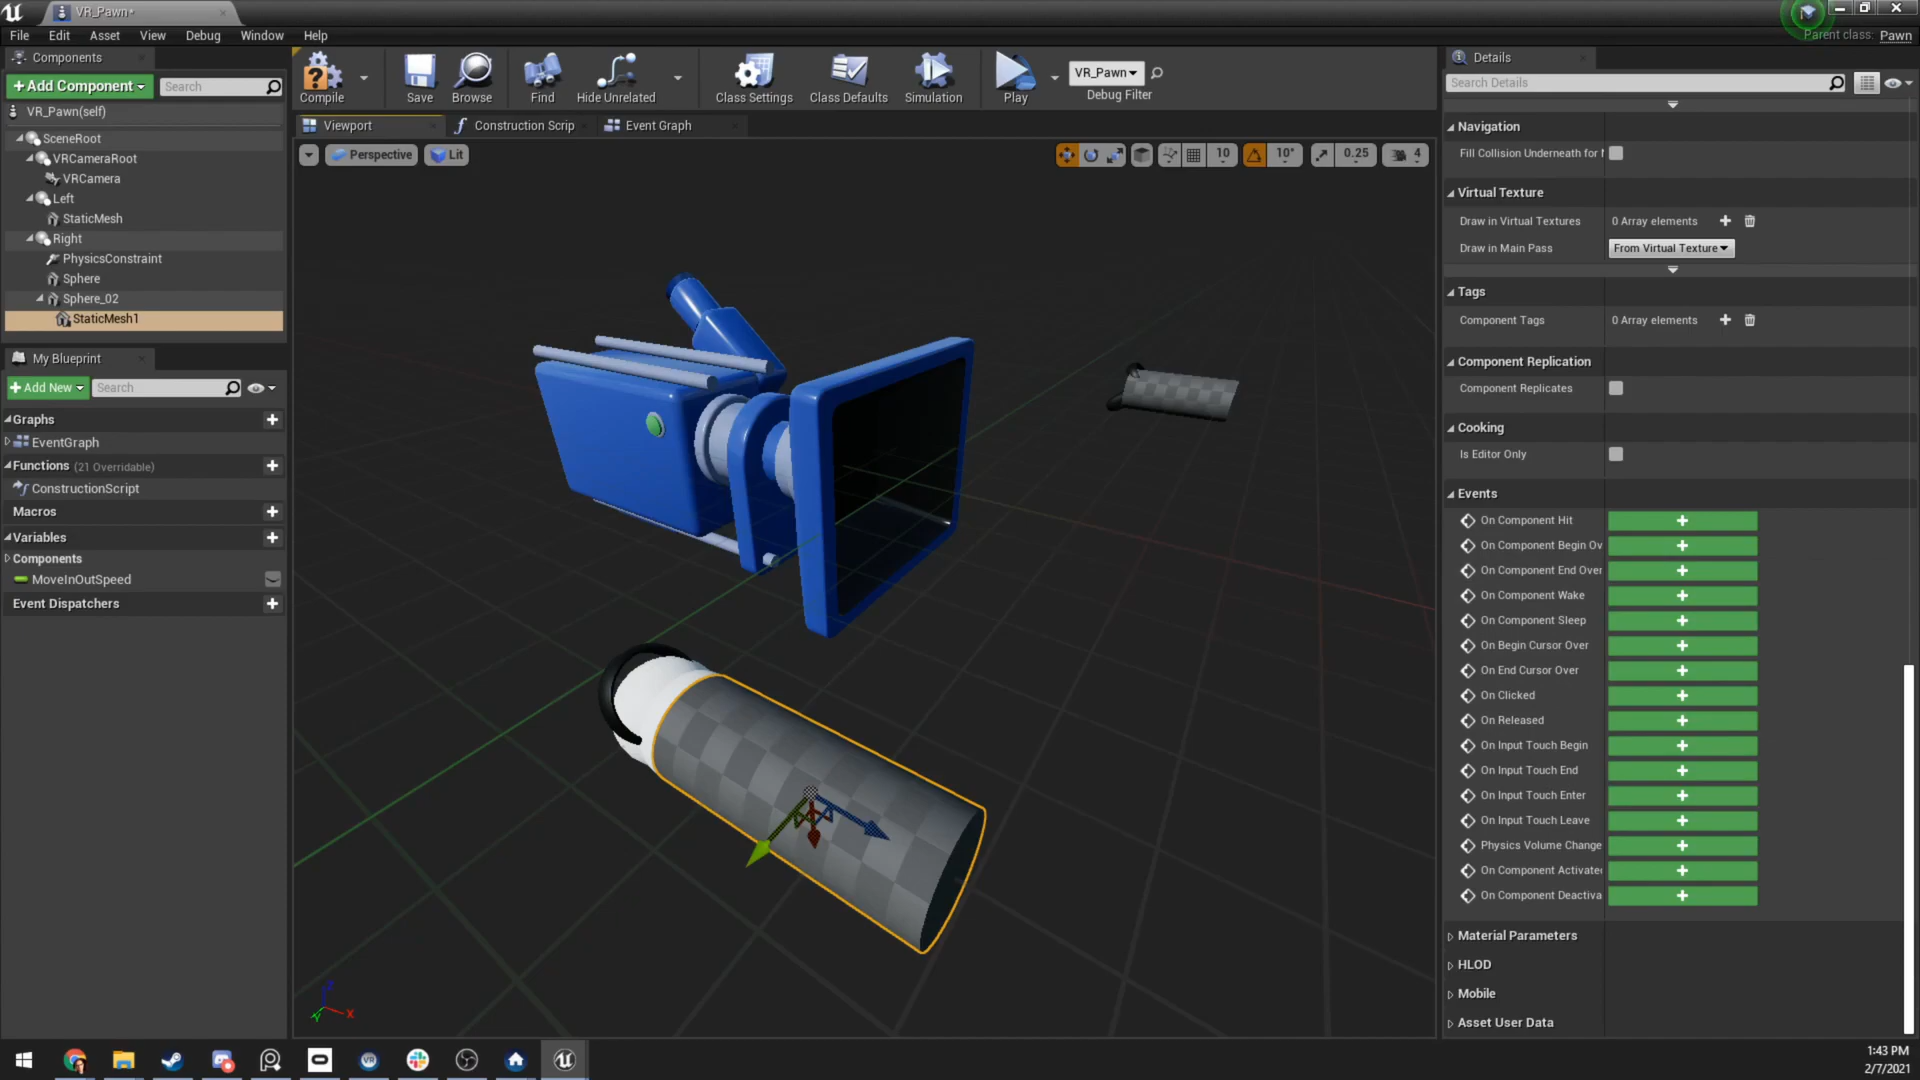 VR_Pawn*
File Edit Asset View Debug Window Help
Parent class: Pawn
Components
+Add Component
Search
VR_Pawn(self)
SceneRoot
VRCameraRoot
VRCamera
Left
StaticMesh
Right
PhysicsConstraint
Sphere
Sphere_02
StaticMesh1
My Blueprint
+Add New
Search
Graphs
EventGraph
Functions (21 Overridable)
ConstructionScript
Macros
Variables
Components
MoveInOutSpeed
Event Dispatchers
Compile
Save
Browse
Find
Hide Unrelated
Class Settings
Class Defaults
Simulation
Play
VR_Pawn
Debug Filter
Viewport
Construction Scrip
Event Graph
Perspective
Lit
10
10°
0.25
4
Z
X
Y
Details
Search Details
Navigation
Fill Collision Underneath for N
Virtual Texture
Draw in Virtual Textures 0 Array elements
Draw in Main Pass From Virtual Texture
Tags
Component Tags 0 Array elements
Component Replication
Component Replicates
Cooking
Is Editor Only
Events
On Component Hit
On Component Begin Ov
On Component End Over
On Component Wake
On Component Sleep
On Begin Cursor Over
On End Cursor Over
On Clicked
On Released
On Input Touch Begin
On Input Touch End
On Input Touch Enter
On Input Touch Leave
Physics Volume Change
On Component Activate
On Component Deactiva
Material Parameters
HLOD
Mobile
Asset User Data
1:43 PM
2/7/2021